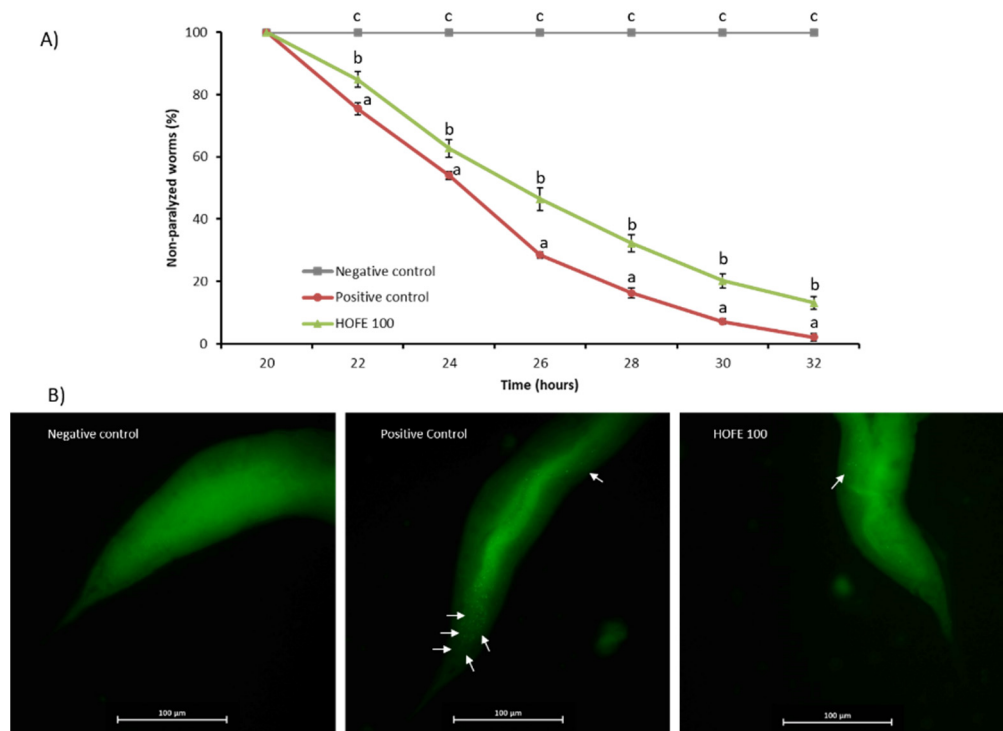 A)
Non-paralyzed worms (%)
100
80
60
40
20
0
c c c c c c
b b b b b b
a a a a a a
Negative control
Positive control
HOFE 100
20 22 24 26 28 30 32
Time (hours)
B)
Negative control
Positive Control
HOFE 100
100 µm
100 µm
100 µm